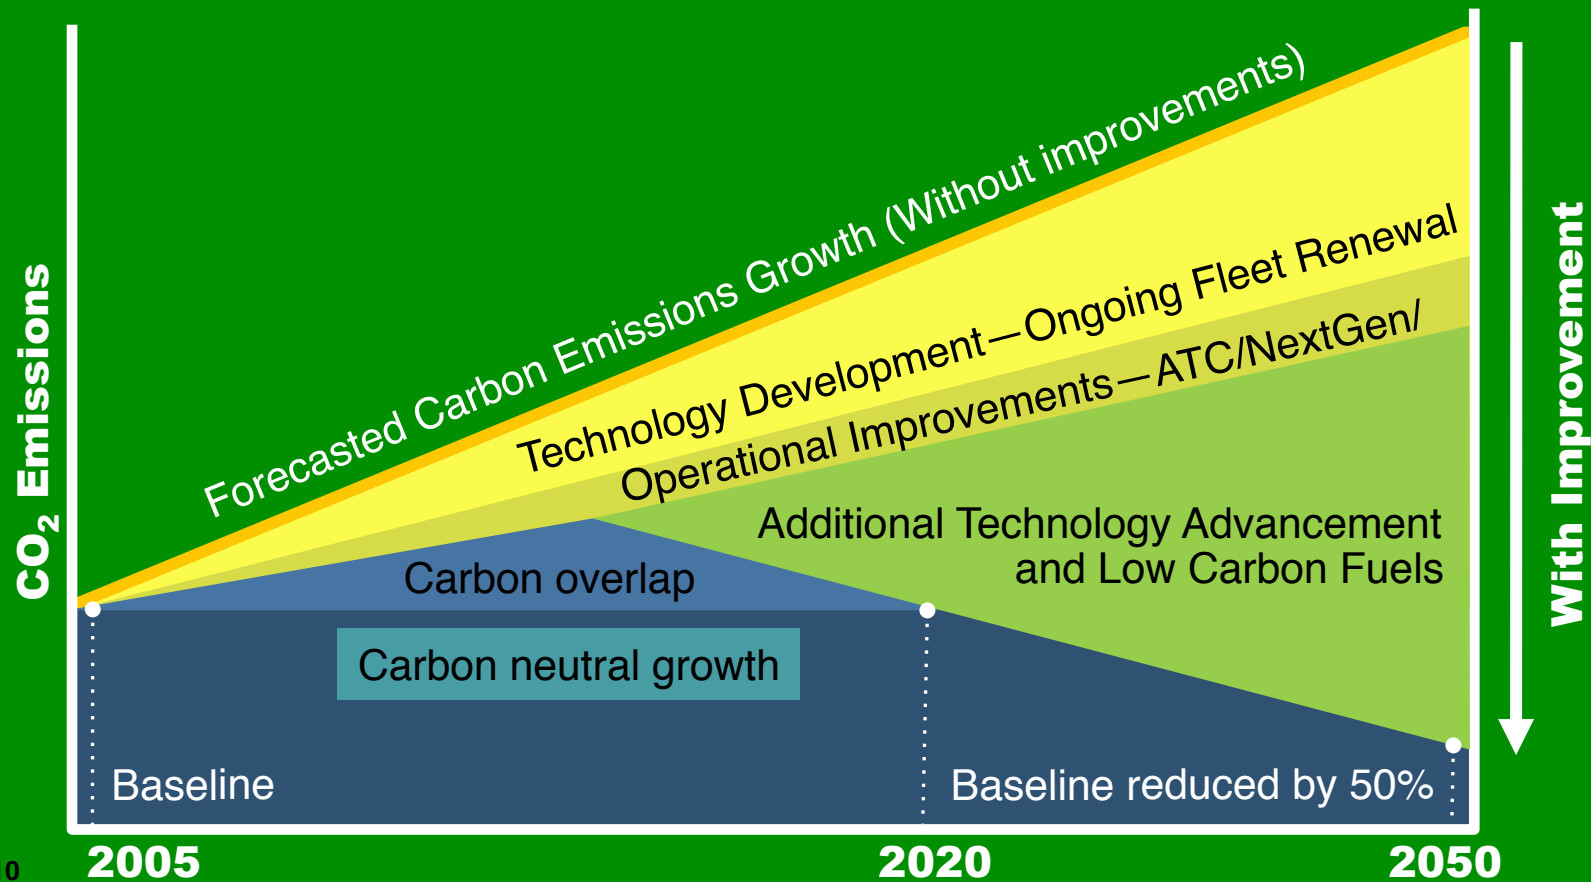 Forecasted Carbon Emissions Growth (Without improvements)
Technology Development—Ongoing Fleet Renewal
Operational Improvements—ATC/NextGen/
Additional Technology Advancement
and Low Carbon Fuels
Carbon overlap
Carbon neutral growth
Baseline
Baseline reduced by 50%
CO₂ Emissions
With Improvement
2005
2020
2050